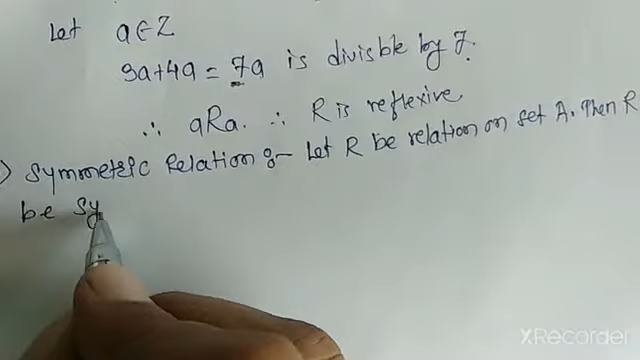 Let a∈Z
3a+4a = 7a is divisble by 7.
∴ aRa. ∴ R is reflexive.
) Symmetric Relation :- Let R be relation on set A. Then R
be Sy
XRecorder